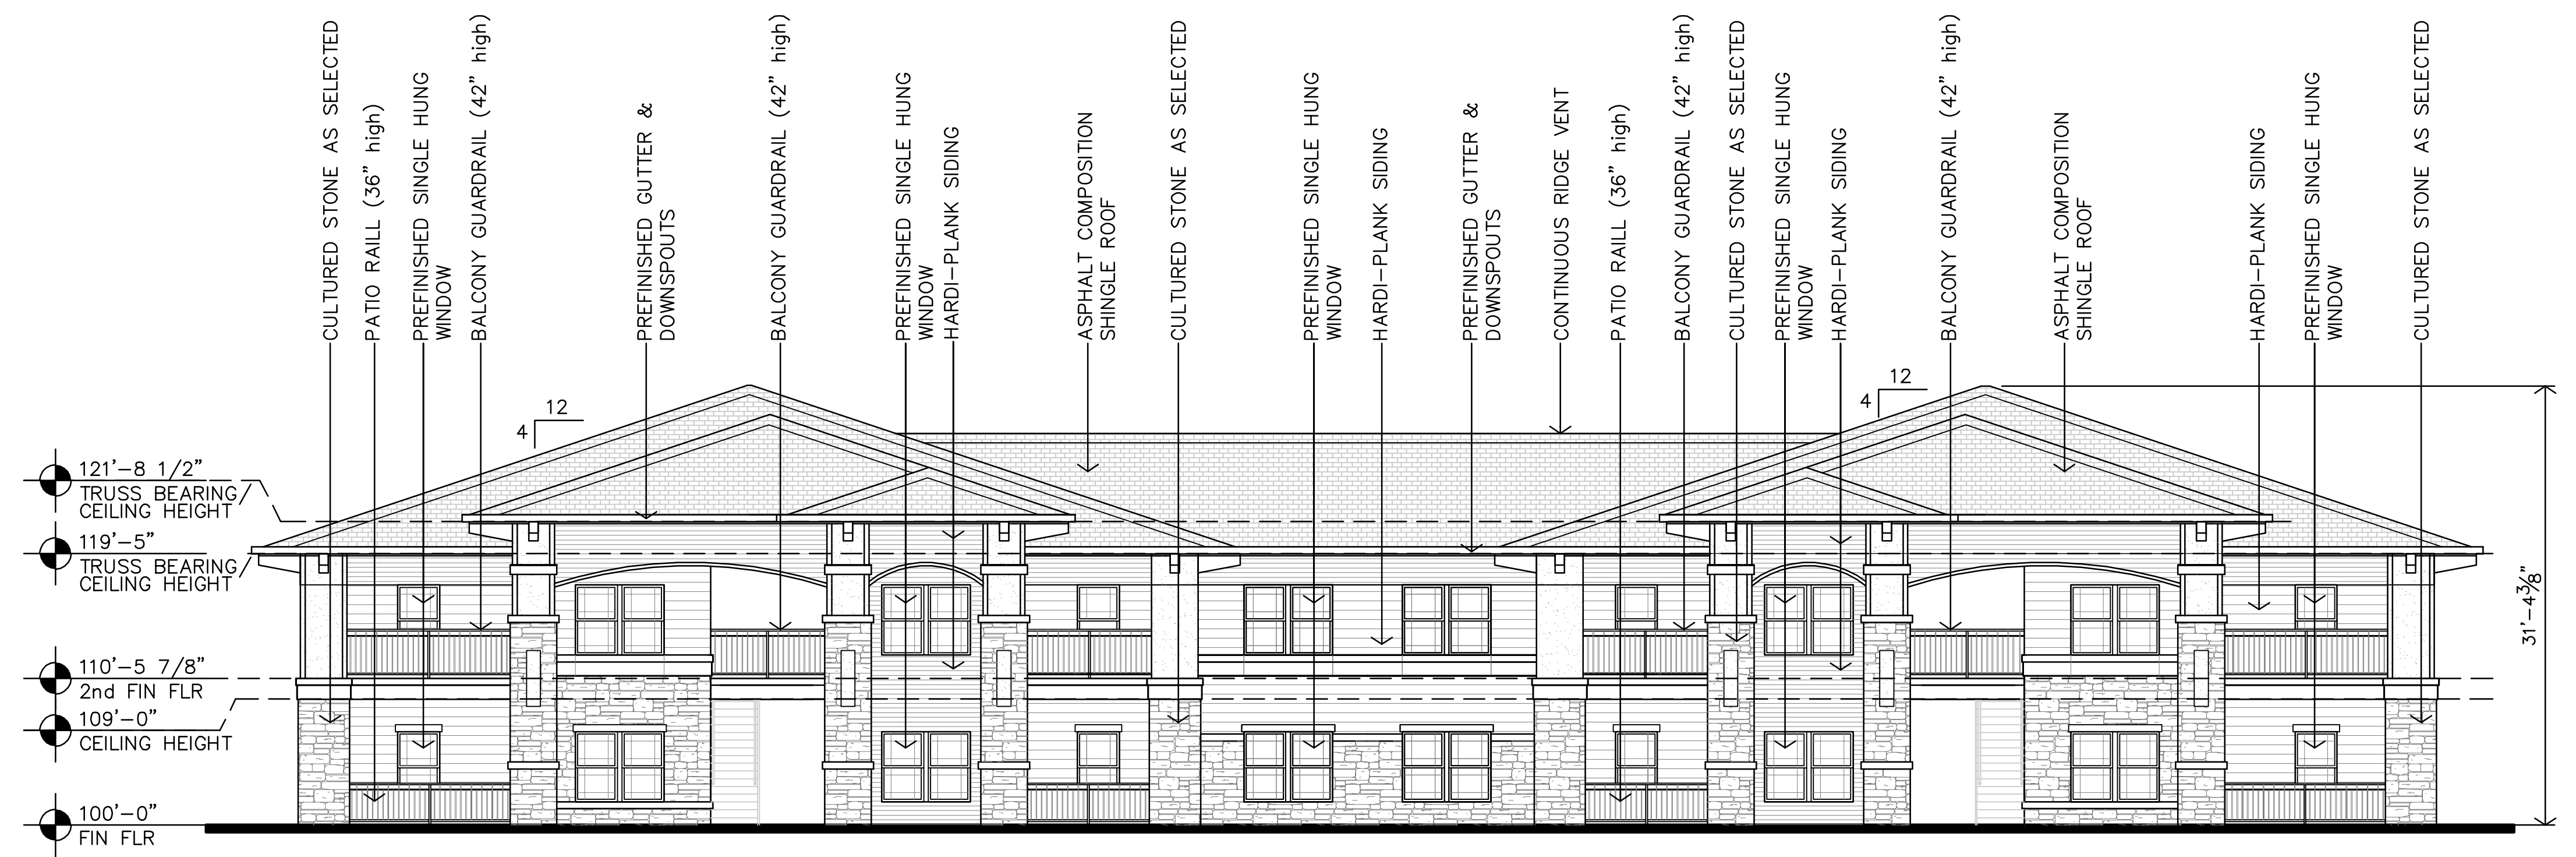 CULTURED STONE AS SELECTED
PATIO RAILL (36" high)
PREFINISHED SINGLE HUNG
WINDOW
BALCONY GUARDRAIL (42" high)
PREFINISHED GUTTER &
DOWNSPOUTS
BALCONY GUARDRAIL (42" high)
PREFINISHED SINGLE HUNG
WINDOW
HARDI-PLANK SIDING
ASPHALT COMPOSITION
SHINGLE ROOF
CULTURED STONE AS SELECTED
PREFINISHED SINGLE HUNG
WINDOW
HARDI-PLANK SIDING
PREFINISHED GUTTER &
DOWNSPOUTS
CONTINUOUS RIDGE VENT
PATIO RAILL (36" high)
BALCONY GUARDRAIL (42" high)
CULTURED STONE AS SELECTED
PREFINISHED SINGLE HUNG
WINDOW
HARDI-PLANK SIDING
BALCONY GUARDRAIL (42" high)
ASPHALT COMPOSITION
SHINGLE ROOF
HARDI-PLANK SIDING
PREFINISHED SINGLE HUNG
WINDOW
CULTURED STONE AS SELECTED
12
4
12
4
121'-8 1/2"
TRUSS BEARING/
CEILING HEIGHT
119'-5"
TRUSS BEARING/
CEILING HEIGHT
110'-5 7/8"
2nd FIN FLR
109'-0"
CEILING HEIGHT
100'-0"
FIN FLR
31'-4 3/8"